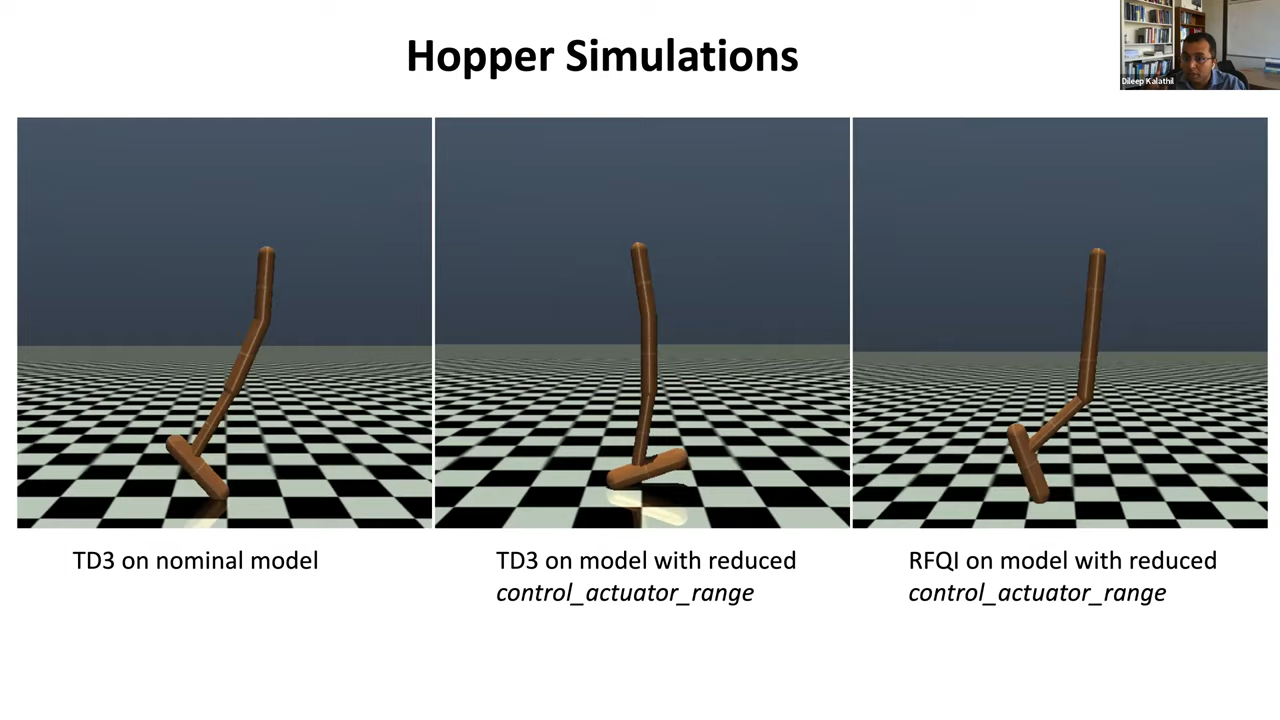 Hopper Simulations
Dileep Kalathil
TD3 on nominal model
TD3 on model with reduced
control_actuator_range
RFQI on model with reduced
control_actuator_range